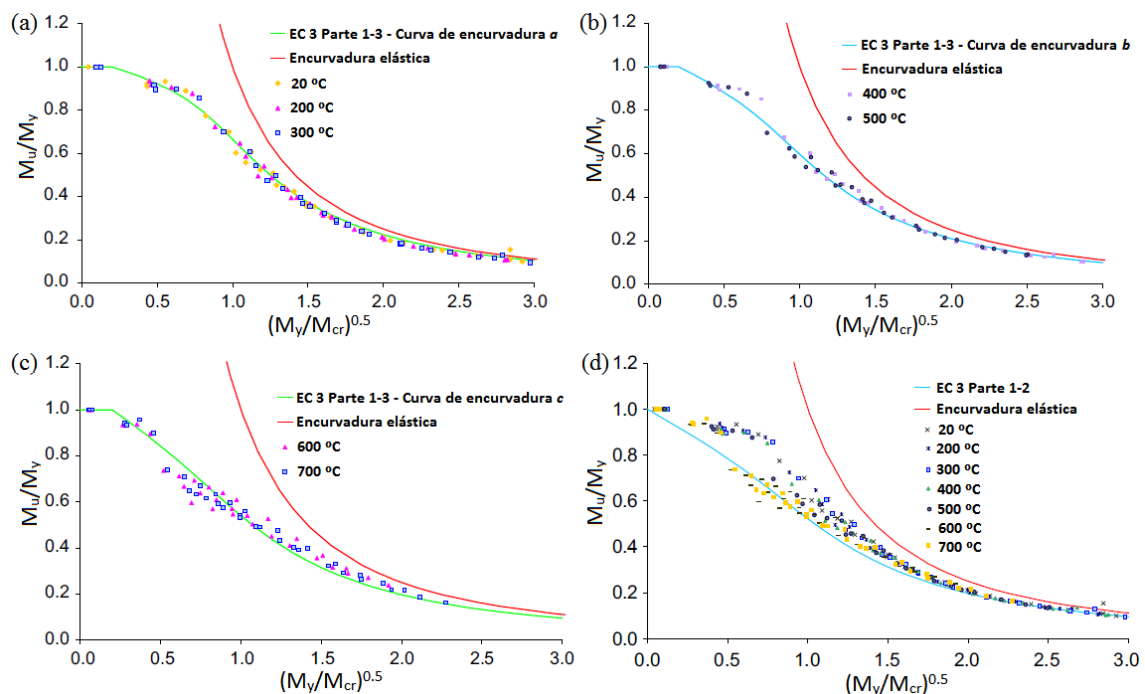 (a)
1.2
1.0
0.8
0.6
0.4
0.2
0.0
Mu/My
EC 3 Parte 1-3 - Curva de encurvadura a
Encurvadura elástica
20 ºC
200 ºC
300 ºC
0.0 0.5 1.0 1.5 2.0 2.5 3.0
(My/Mcr)0.5
(b)
1.2
1.0
0.8
0.6
0.4
0.2
0.0
Mu/My
EC 3 Parte 1-3 - Curva de encurvadura b
Encurvadura elástica
400 ºC
500 ºC
0.0 0.5 1.0 1.5 2.0 2.5 3.0
(My/Mcr)0.5
(c)
1.2
1.0
0.8
0.6
0.4
0.2
0.0
Mu/My
EC 3 Parte 1-3 - Curva de encurvadura c
Encurvadura elástica
600 ºC
700 ºC
0.0 0.5 1.0 1.5 2.0 2.5 3.0
(My/Mcr)0.5
(d)
1.2
1.0
0.8
0.6
0.4
0.2
0.0
Mu/My
EC 3 Parte 1-2
Encurvadura elástica
20 ºC
200 ºC
300 ºC
400 ºC
500 ºC
600 ºC
700 ºC
0.0 0.5 1.0 1.5 2.0 2.5 3.0
(My/Mcr)0.5